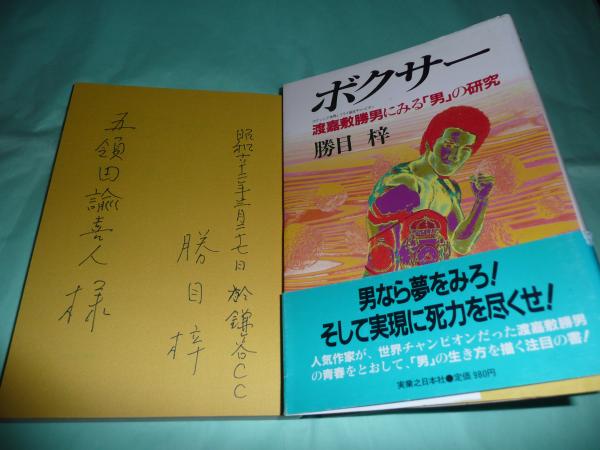 昭和六十二年三月二十七日 於鎌谷CC
勝目梓
五領田諭喜人様
ボクサー
渡嘉敷勝男にみる「男」の研究
勝目 梓
男なら夢をみろ!
そして実現に死力を尽くせ!
人気作家が、世界チャンピオンだった渡嘉敷勝男
の青春をとおして、「男」の生き方を描く注目の書!
実業之日本社●定価980円